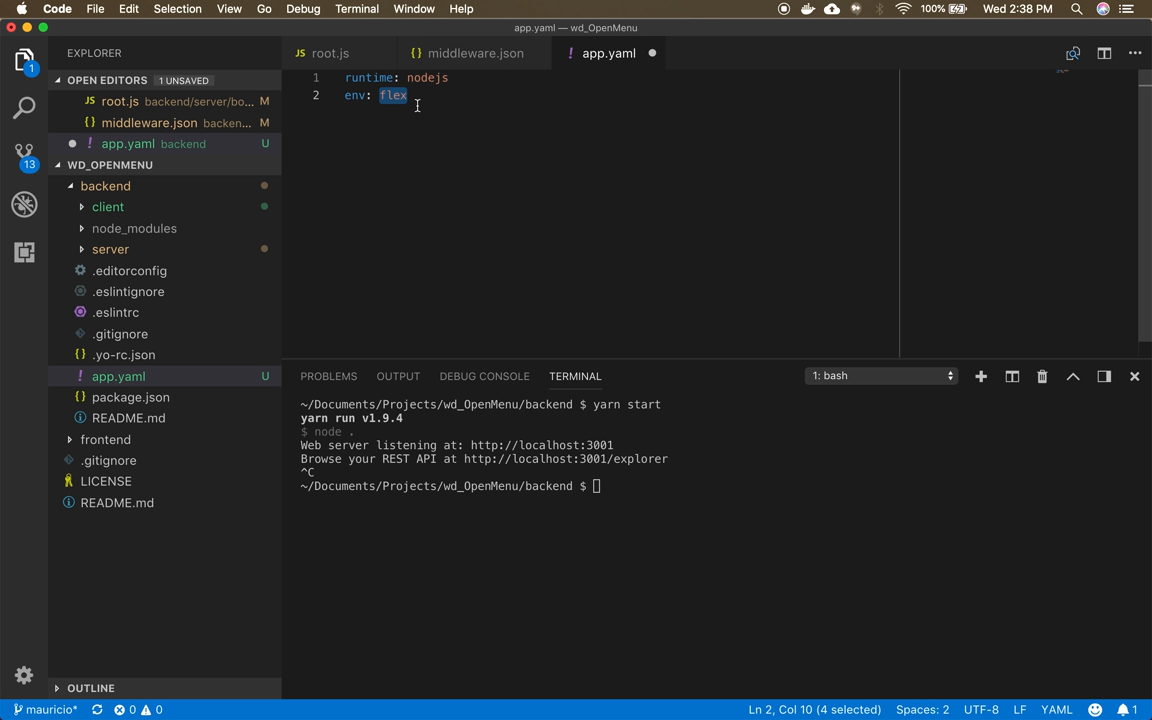 Code File Edit Selection View Go Debug Terminal Window Help 100% Wed 2:38 PM
app.yaml — wd_OpenMenu
EXPLORER
1
OPEN EDITORS 1 UNSAVED
JS root.js backend/server/bo... M
{} middleware.json backen... M
! app.yaml backend U
13
WD_OPENMENU
backend
client
node_modules
server
.editorconfig
.eslintignore
.eslintrc
.gitignore
{} .yo-rc.json
! app.yaml U
{} package.json
README.md
frontend
.gitignore
LICENSE
README.md
OUTLINE
JS root.js {} middleware.json ! app.yaml
1 runtime: nodejs
2 env: flex
PROBLEMS OUTPUT DEBUG CONSOLE TERMINAL 1: bash
~/Documents/Projects/wd_OpenMenu/backend $ yarn start
yarn run v1.9.4
$ node .
Web server listening at: http://localhost:3001
Browse your REST API at http://localhost:3001/explorer
^C
~/Documents/Projects/wd_OpenMenu/backend $
mauricio* 0 0 Ln 2, Col 10 (4 selected) Spaces: 2 UTF-8 LF YAML 1